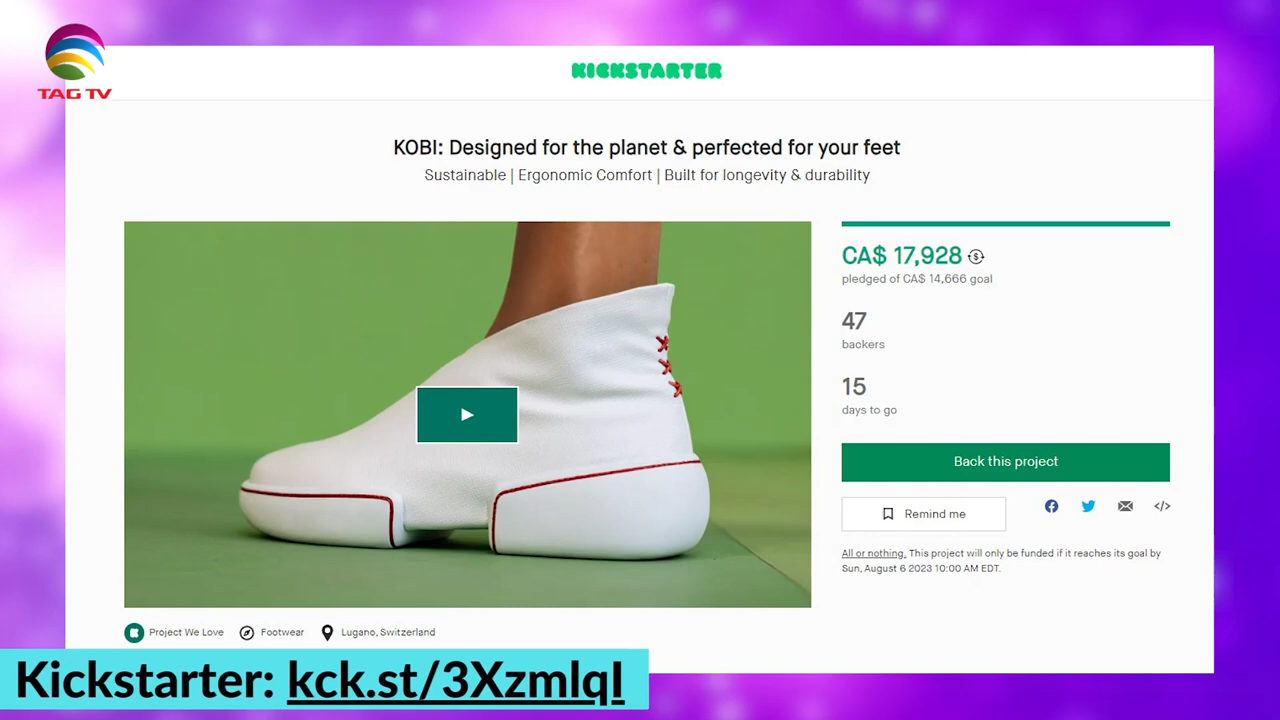 TAG TV
KICKSTARTER
KOBI: Designed for the planet & perfected for your feet
Sustainable | Ergonomic Comfort | Built for longevity & durability
CA$ 17,928
pledged of CA$ 14,666 goal
47
backers
15
days to go
Back this project
Remind me
All or nothing. This project will only be funded if it reaches its goal by
Sun, August 6 2023 10:00 AM EDT.
Project We Love Footwear Lugano, Switzerland
Kickstarter: kck.st/3XzmlqI